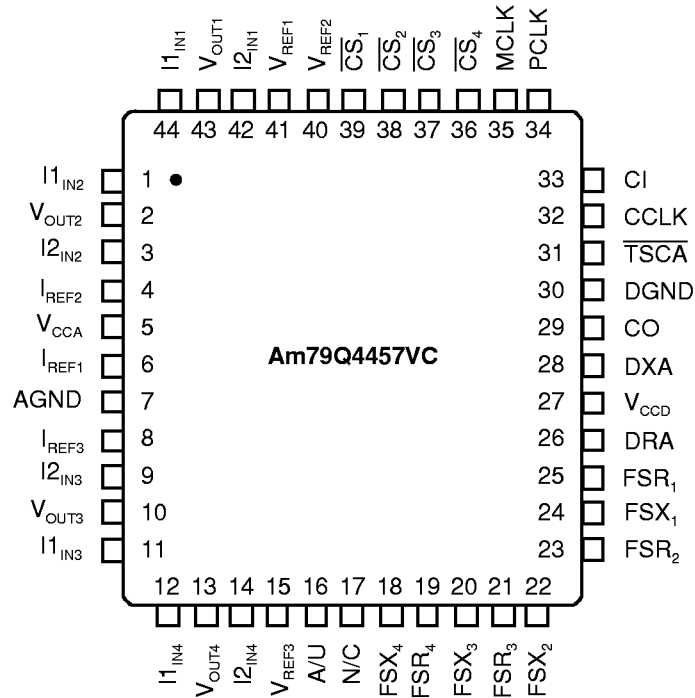 I1IN1 VOUT1 I2IN1 VREF1 VREF2 CS1 CS2 CS3 CS4 MCLK PCLK
44 43 42 41 40 39 38 37 36 35 34
I1IN2 1 33 CI
VOUT2 2 32 CCLK
I2IN2 3 31 TSCA
IREF2 4 30 DGND
VCCA 5 29 CO
Am79Q4457VC
IREF1 6 28 DXA
AGND 7 27 VCCD
IREF3 8 26 DRA
I2IN3 9 25 FSR1
VOUT3 10 24 FSX1
I1IN3 11 23 FSR2
12 13 14 15 16 17 18 19 20 21 22
I1IN4 VOUT4 I2IN4 VREF3 A/U N/C FSX4 FSR4 FSX3 FSR3 FSX2